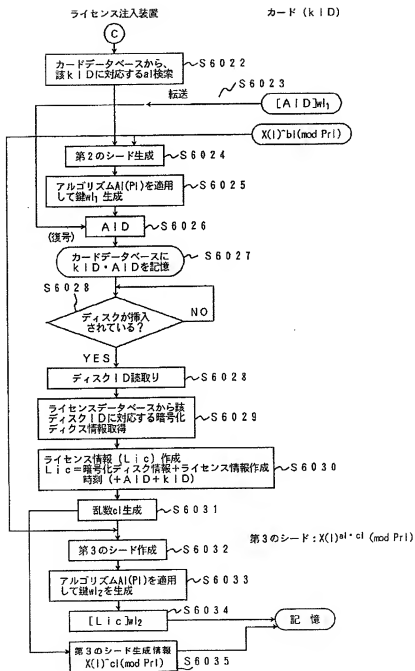 ライセンス注入装置
カード (kID)
C
カードデータベースから、
該kIDに対応するal検索
S6022
S6023
転送
[AID]wl₁
X(l)^bl(mod Prl)
第2のシード生成
S6024
アルゴリズムAl(Pl)を適用
して鍵wl₁生成
S6025
AID
S6026
(復号)
カードデータベースに
kID・AIDを記憶
S6027
S6028
ディスクが挿入
されている?
NO
YES
ディスクID読取り
S6028
ライセンスデータベースから該
ディスクIDに対応する暗号化
ディクス情報取得
S6029
ライセンス情報(Lic)作成
Lic=暗号化ディスク情報+ライセンス情報作成
時刻(+AID+kID)
S6030
乱数cl生成
S6031
第3のシード作成
S6032
第3のシード:X(l)^al・cl (mod Prl)
アルゴリズムAl(Pl)を適用
して鍵wl₂を生成
S6033
S6034
[Lic]wl₂
記憶
第3のシード生成情報
X(l)^cl(mod Prl)
S6035